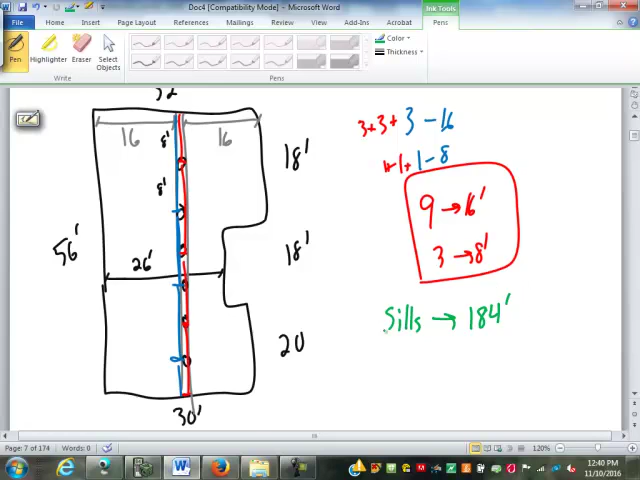 Doc4 [Compatibility Mode] - Microsoft Word
Ink Tools
File Home Insert Page Layout References Mailings Review View Add-Ins Acrobat Pens
Pen Highlighter Eraser Select Objects
Color
Thickness
Write Pens
32
16 16
8'
8'
18'
56'
26'
18'
20
30'
3+3+3-16
1+1+1-8
9→16'
3→8'
Sills → 184'
Page: 7 of 174 Words: 0 120%
12:40 PM
11/10/2016